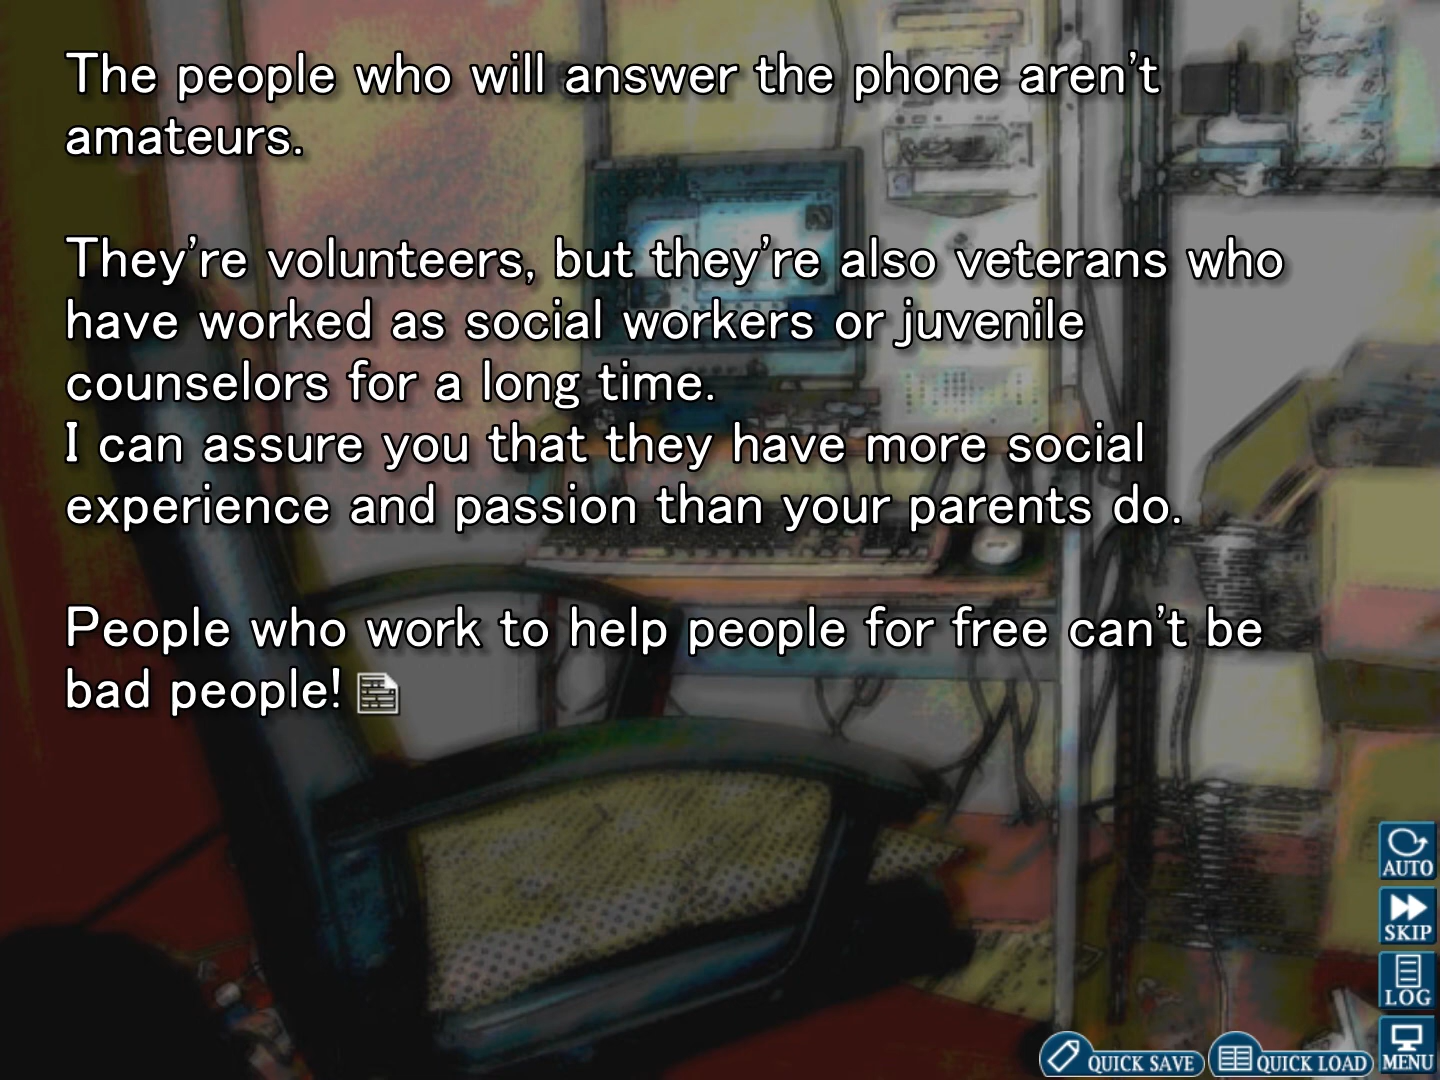 The people who will answer the phone aren't
amateurs.
They're volunteers, but they're also veterans who
have worked as social workers or juvenile
counselors for a long time.
I can assure you that they have more social
experience and passion than your parents do.
People who work to help people for free can't be
bad people!
AUTO
SKIP
LOG
MENU
QUICK SAVE
QUICK LOAD